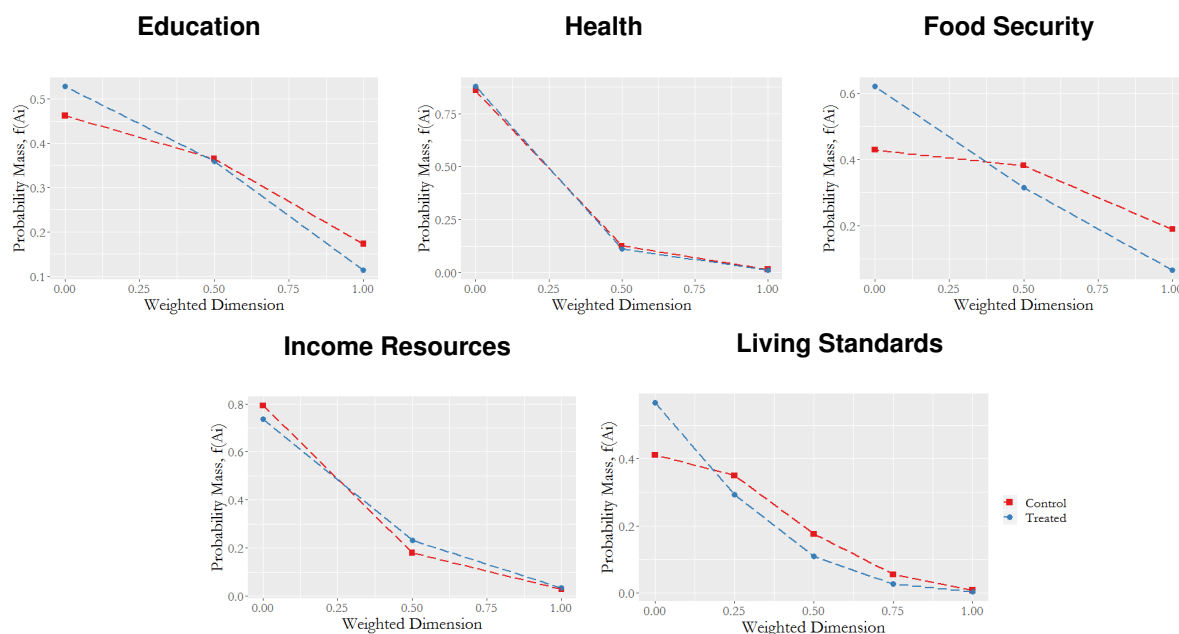 Education
Health
Food Security
Probability Mass, f(Ai)
0.5
0.4
0.3
0.2
0.1
0.00
0.25
0.50
0.75
1.00
Weighted Dimension
Probability Mass, f(Ai)
0.75
0.50
0.25
0.00
0.00
0.25
0.50
0.75
1.00
Weighted Dimension
Probability Mass, f(Ai)
0.6
0.4
0.2
0.00
0.25
0.50
0.75
1.00
Weighted Dimension
Income Resources
Living Standards
Probability Mass, f(Ai)
0.8
0.6
0.4
0.2
0.0
0.00
0.25
0.50
0.75
1.00
Weighted Dimension
Probability Mass, f(Ai)
0.4
0.2
0.0
0.00
0.25
0.50
0.75
1.00
Weighted Dimension
Control
Treated